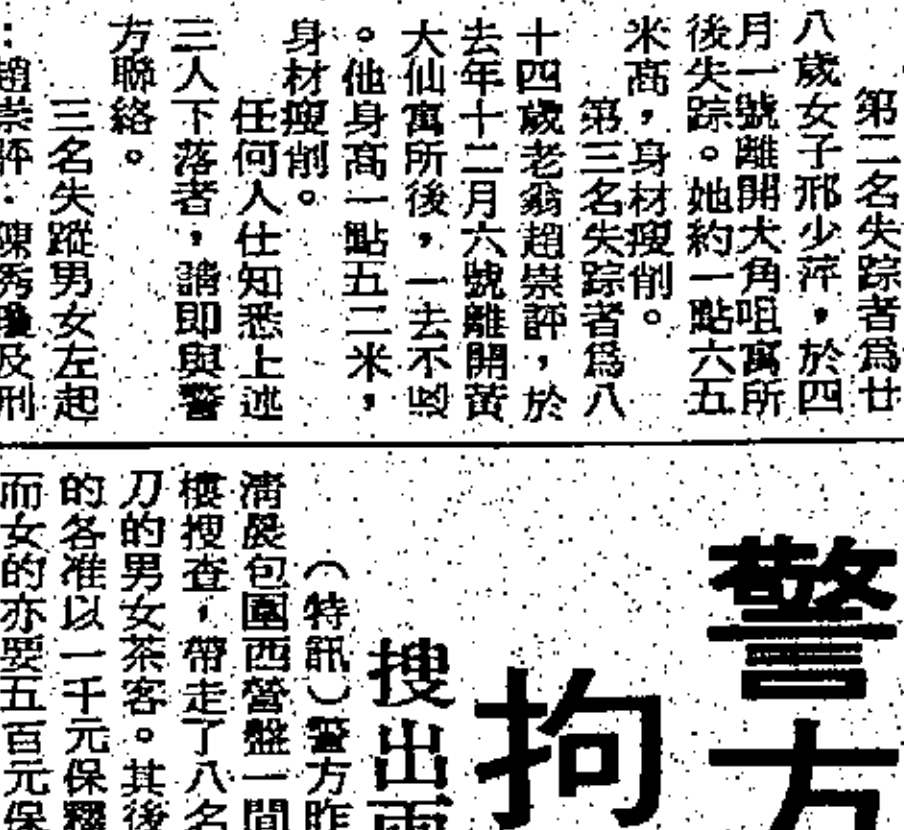 第二名失踪者爲廿
八歲女子邢少萍，於四
月一號離開大角咀寓所
後失踪。她約一點六五
米高，身材瘦削。
第三名失踪者爲八
十四歲老翁趙崇評，於
去年十二月六號離開黃
大仙寓所後，一去不
。他身高一點五二米，
身材瘦削。
任何人仕知悉上述
三人下落者，請即與警
方聯絡。
三名失蹤男女左起
：趙崇評、陳秀及刑
警方
拘
搜出
（特訊）警方昨
清晨包圍西營盤一間
樓搜查，帶走了八名
刀的男女茶客。其後
的各准以一千元保釋
而女的亦要五百元保